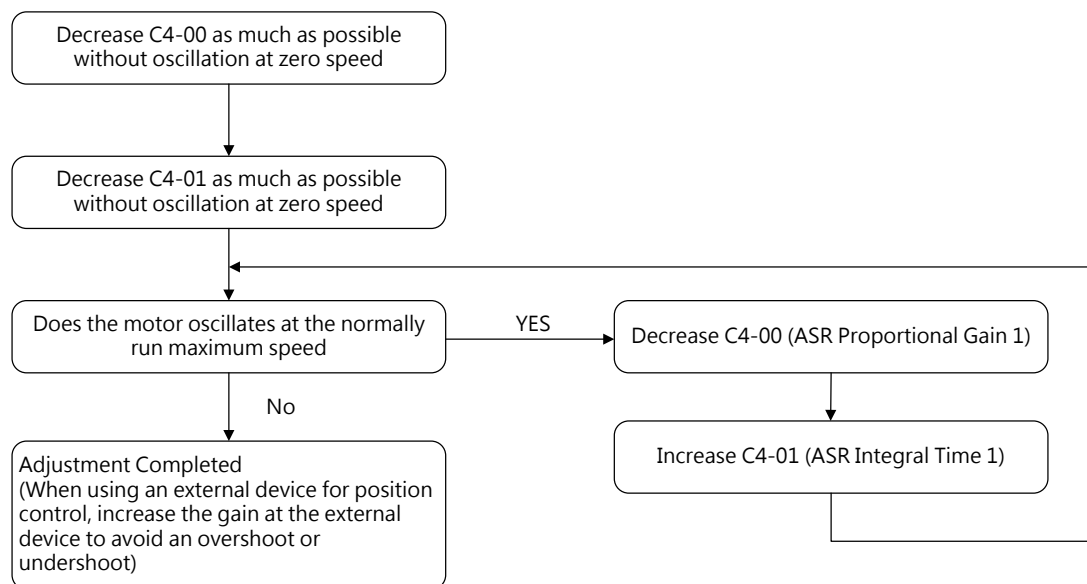 Decrease C4-00 as much as possible
without oscillation at zero speed
Decrease C4-01 as much as possible
without oscillation at zero speed
Does the motor oscillates at the normally
run maximum speed
YES
Decrease C4-00 (ASR Proportional Gain 1)
No
Increase C4-01 (ASR Integral Time 1)
Adjustment Completed
(When using an external device for position
control, increase the gain at the external
device to avoid an overshoot or
undershoot)